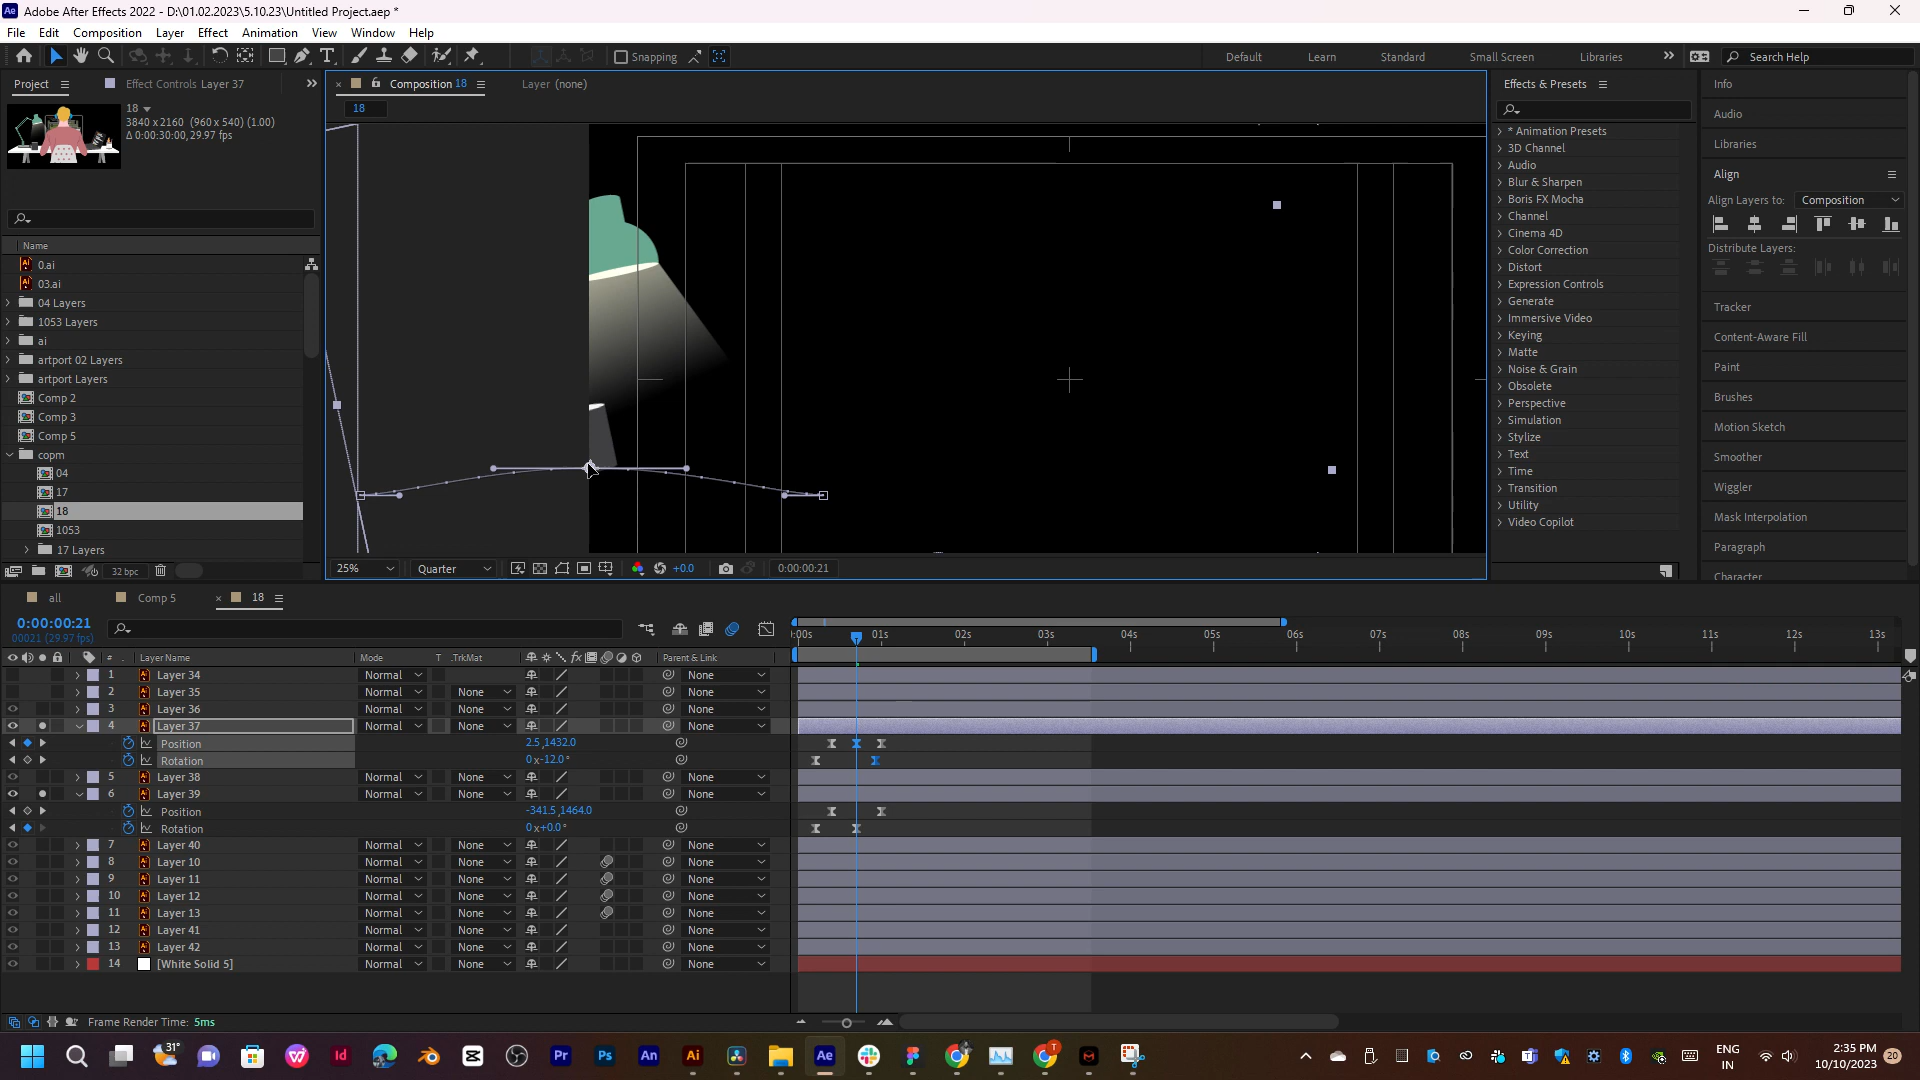 Adobe After Effects 2022 - D:\01.02.2023\5.10.23\Untitled Project.aep *
File Edit Composition Layer Effect Animation View Window Help
Snapping Default Learn Standard Small Screen Libraries Search Help
Project Effect Controls Layer 37
18
3840 x 2160 (960 x 540) (1.00)
Δ 0:00:30:00, 29.97 fps
Name
0.ai
03.ai
04 Layers
1053 Layers
ai
artport 02 Layers
artport Layers
Comp 2
Comp 3
Comp 5
copm
04
17
18
1053
17 Layers
32 bpc
Composition 18 Layer (none)
18
25% Quarter +0.0 0:00:00:21
Effects & Presets
* Animation Presets
3D Channel
Audio
Blur & Sharpen
Boris FX Mocha
Channel
Cinema 4D
Color Correction
Distort
Expression Controls
Generate
Immersive Video
Keying
Matte
Noise & Grain
Obsolete
Perspective
Simulation
Stylize
Text
Time
Transition
Utility
Video Copilot
Info
Audio
Libraries
Align
Align Layers to: Composition
Distribute Layers:
Tracker
Content-Aware Fill
Paint
Brushes
Motion Sketch
Smoother
Wiggler
Mask Interpolation
Paragraph
Character
all Comp 5 18
0:00:00:21
00021 (29.97 fps)
:00s 01s 02s 03s 04s 05s 06s 07s 08s 09s 10s 11s 12s 13s
# Layer Name Mode T .TrkMat fx Parent & Link
1 Layer 34 Normal None
2 Layer 35 Normal None None
3 Layer 36 Normal None None
4 Layer 37 Normal None None
Position 2.5,1432.0
Rotation 0x-12.0°
5 Layer 38 Normal None None
6 Layer 39 Normal None None
Position -341.5,1464.0
Rotation 0x+0.0°
7 Layer 40 Normal None None
8 Layer 10 Normal None None
9 Layer 11 Normal None None
10 Layer 12 Normal None None
11 Layer 13 Normal None None
12 Layer 41 Normal None None
13 Layer 42 Normal None None
14 [White Solid 5] Normal None None
Frame Render Time: 5ms
31° Id Pr Ps An Ai Ae
ENG
IN
2:35 PM
10/10/2023
20